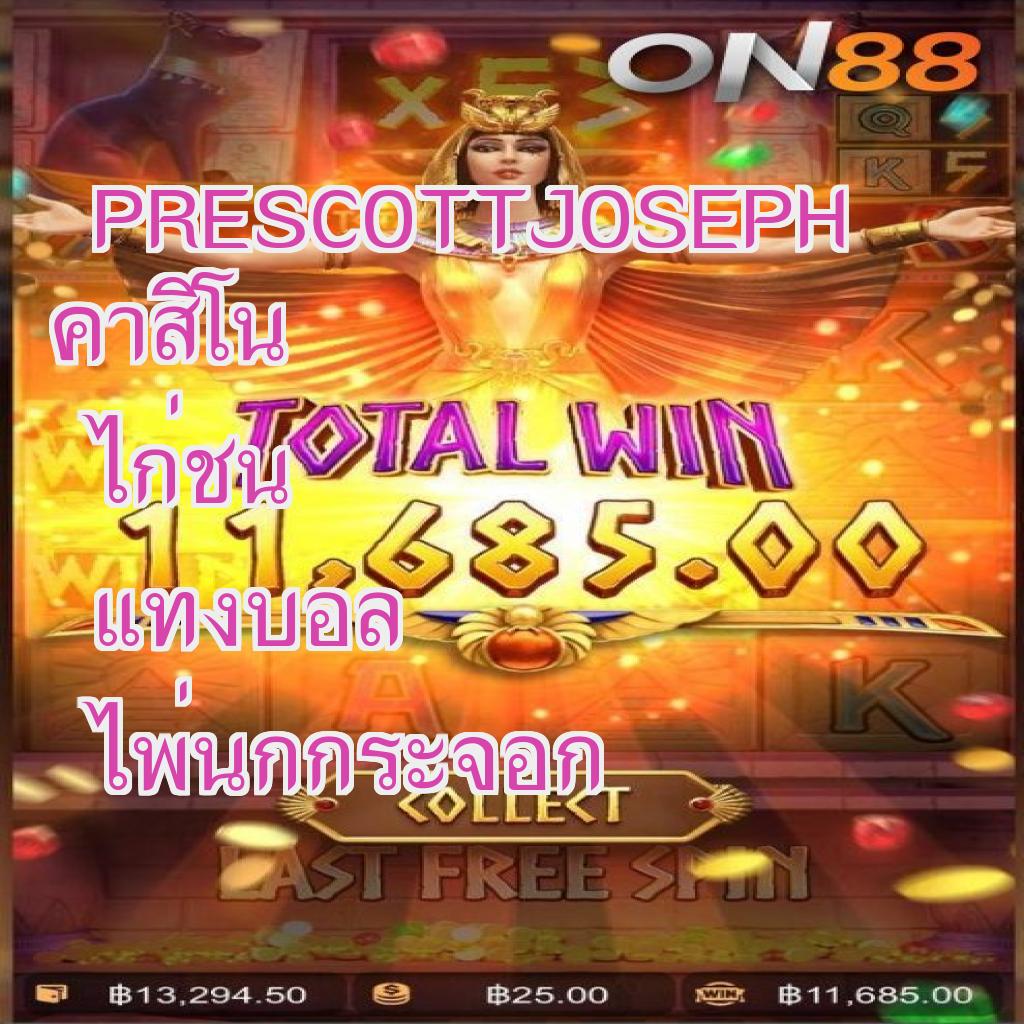 ON88
x53
Q
K
PRESCOTTJOSEPH
คาสิโน
ไก่ชน
TOTAL WIN
11,685.00
แทงบอล
A
K
ไพ่นกกระจอก
COLLECT
LAST FREE SPIN
฿13,294.50
฿25.00
WIN
฿11,685.00